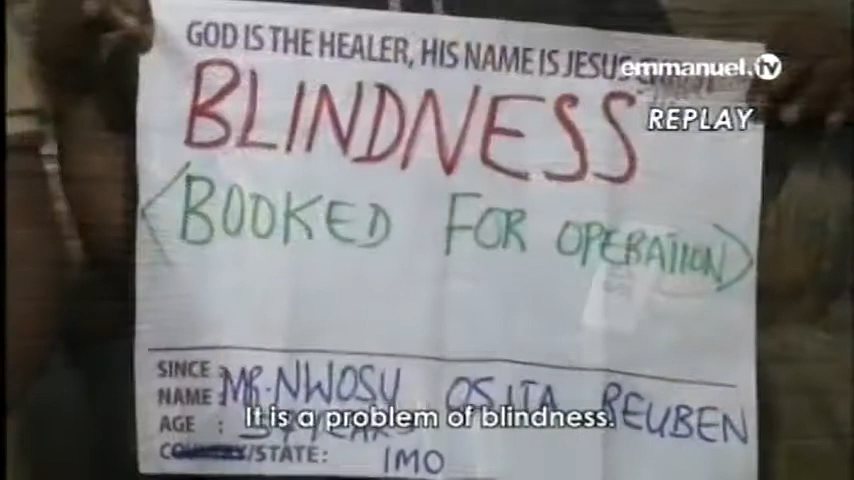 GOD IS THE HEALER, HIS NAME IS JESUS
emmanuel.tv
BLINDNESS
REPLAY
<BOOKED FOR OPERATION>
SINCE :
NAME : MR. NWOSU OSITA REUBEN
It is a problem of blindness.
AGE :
/STATE: IMO